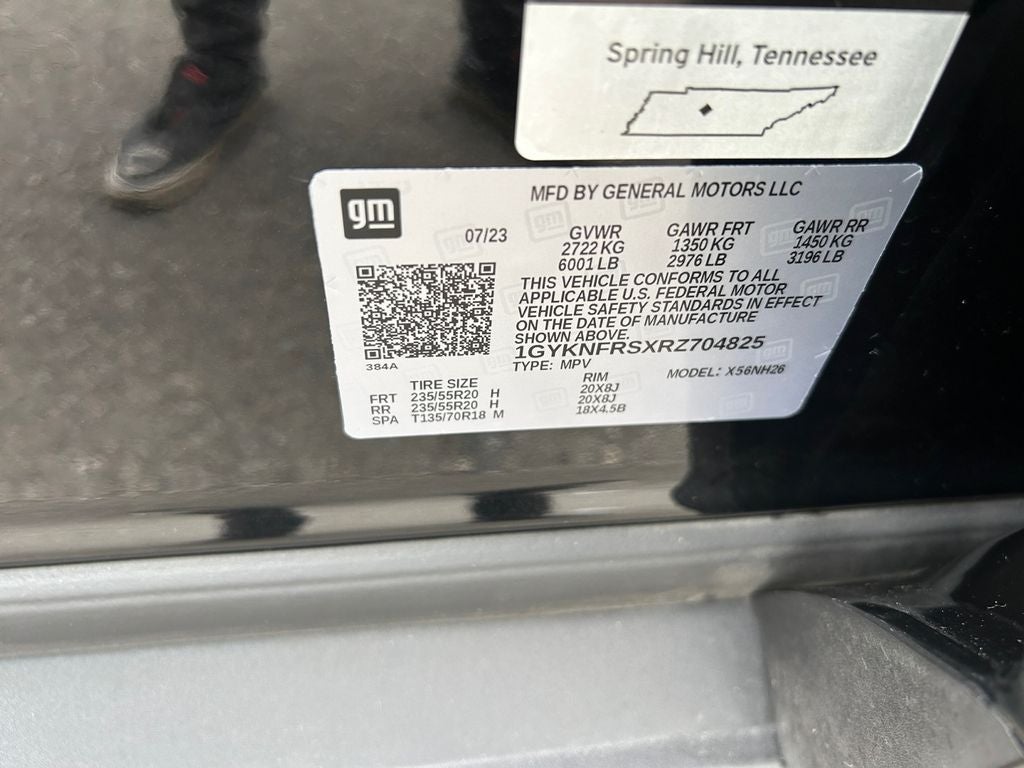 Spring Hill, Tennessee
gm
MFD BY GENERAL MOTORS LLC
07/23
GVWR GAWR FRT GAWR RR
2722 KG 1350 KG 1450 KG
6001 LB 2976 LB 3196 LB
THIS VEHICLE CONFORMS TO ALL
APPLICABLE U.S. FEDERAL MOTOR
VEHICLE SAFETY STANDARDS IN EFFECT
ON THE DATE OF MANUFACTURE
SHOWN ABOVE.
1GYKNFRSXRZ704825
384A
TYPE: MPV MODEL: X56NH26
TIRE SIZE RIM
FRT 235/55R20 H 20X8J
RR 235/55R20 H 20X8J
SPA T135/70R18 M 18X4.5B